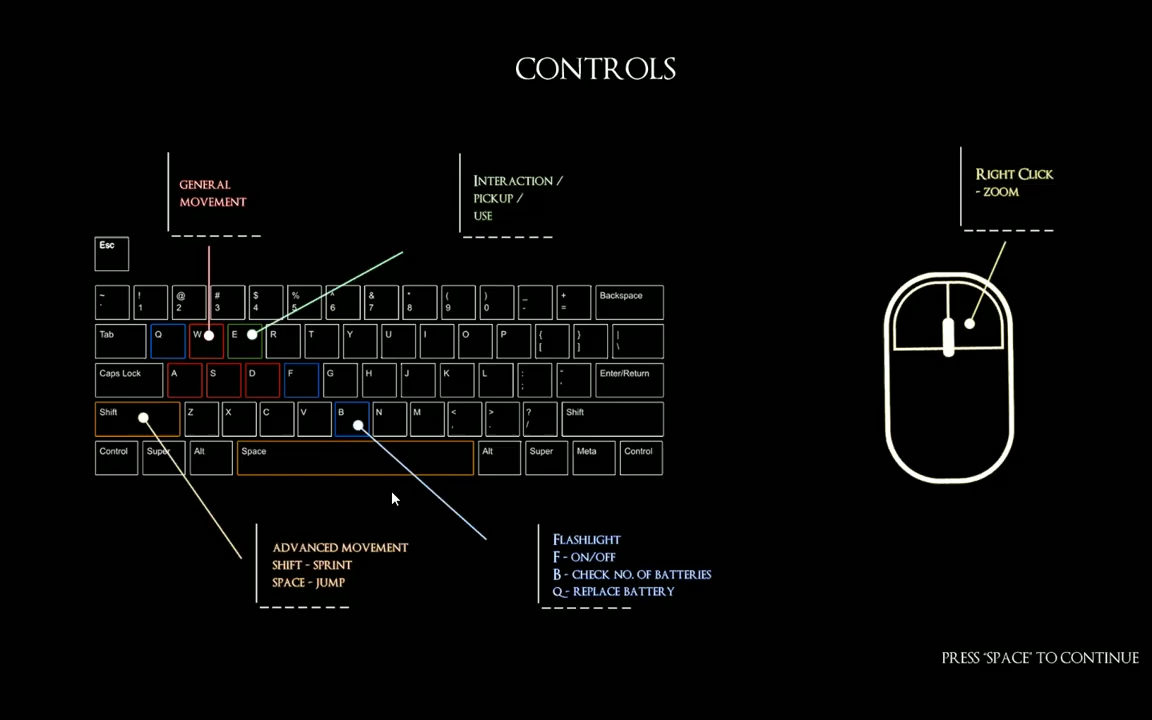 CONTROLS
GENERAL
MOVEMENT
INTERACTION /
PICKUP /
USE
RIGHT CLICK
- ZOOM
Esc
~ ! @ # $ % ^ & * ( ) _ + Backspace
` 1 2 3 4 5 6 7 8 9 0 - =
Tab Q W E R T Y U I O P { } |
[ ] \
Caps Lock A S D F G H J K L : " Enter/Return
; '
Shift Z X C V B N M < > ? Shift
, . /
Control Super Alt Space Alt Super Meta Control
ADVANCED MOVEMENT
SHIFT - SPRINT
SPACE - JUMP
FLASHLIGHT
F - ON/OFF
B - CHECK NO. OF BATTERIES
Q - REPLACE BATTERY
PRESS "SPACE" TO CONTINUE